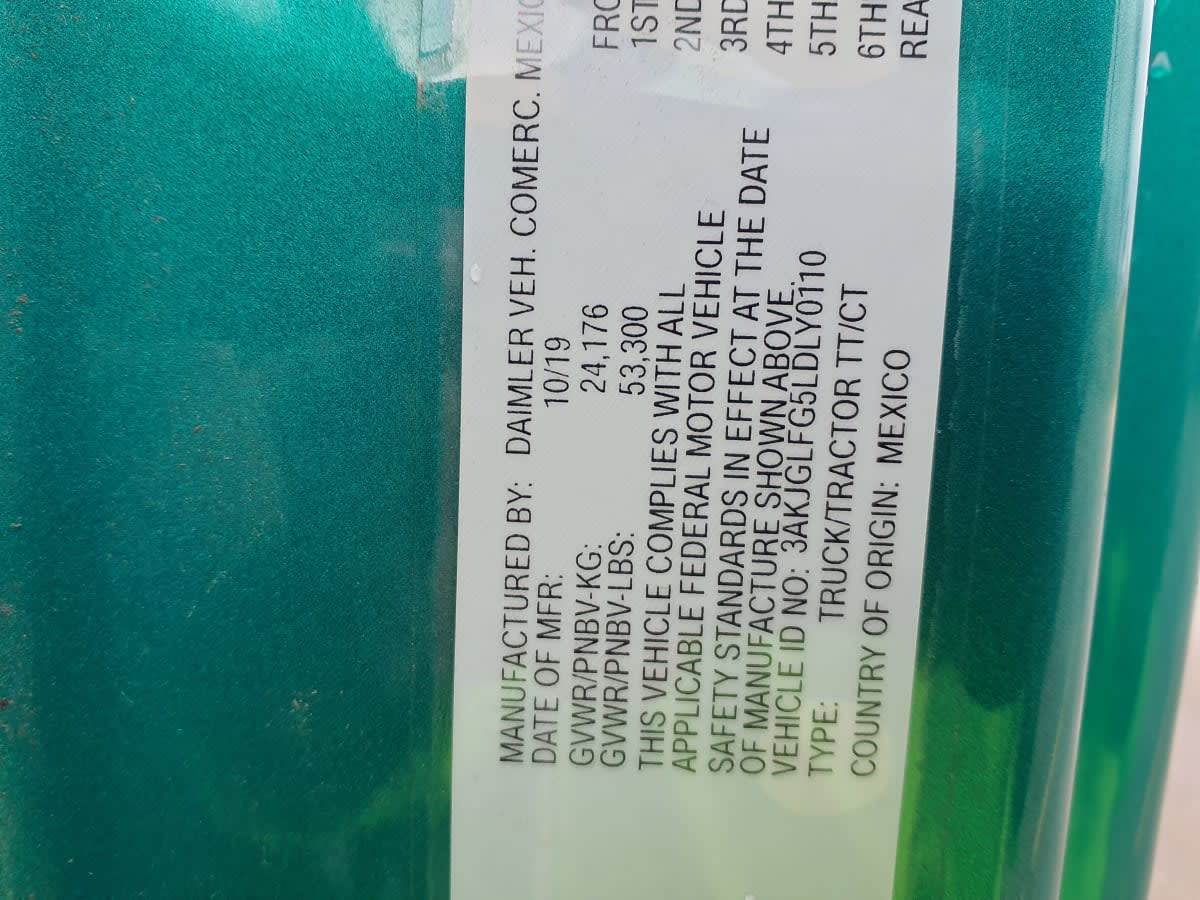 MANUFACTURED BY: DAIMLER VEH. COMERC. MEXIC
DATE OF MFR: 10/19
GVWR/PNBV-KG: 24,176
GVWR/PNBV-LBS: 53,300
THIS VEHICLE COMPLIES WITH ALL
APPLICABLE FEDERAL MOTOR VEHICLE
SAFETY STANDARDS IN EFFECT AT THE DATE
OF MANUFACTURE SHOWN ABOVE.
VEHICLE ID NO: 3AKJGLFG5LDLY0110
TYPE: TRUCK/TRACTOR TT/CT
COUNTRY OF ORIGIN: MEXICO
FRO
1ST
2ND
3RD
4TH
5TH
6TH
REA